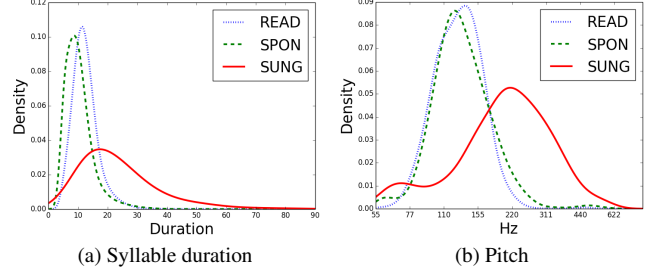 0.12
0.10
0.08
0.06
0.04
0.02
0.00
Density
0 10 20 30 40 50 60 70 80 90
Duration
READ
SPON
SUNG
(a) Syllable duration
0.09
0.08
0.07
0.06
0.05
0.05
0.04
0.03
0.02
0.01
0.00
Density
55 77 110 155 220 311 440 622
Hz
READ
SPON
SUNG
(b) Pitch